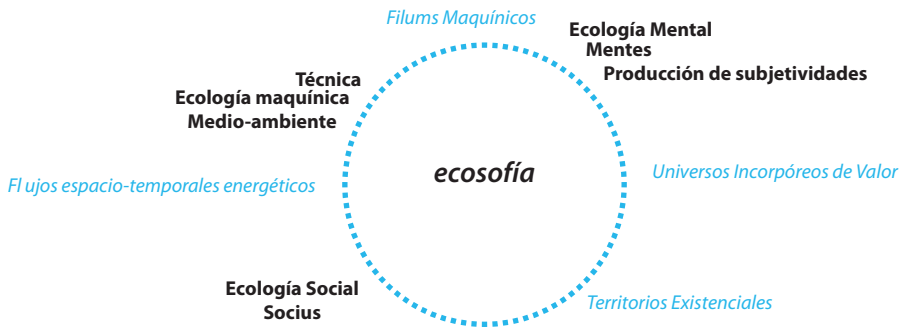 Filums Maquínicos
Ecología Mental
Mentes
Producción de subjetividades
Técnica
Ecología maquínica
Medio-ambiente
ecosofía
Fl ujos espacio-temporales energéticos
Universos Incorpóreos de Valor
Ecología Social
Socius
Territorios Existenciales